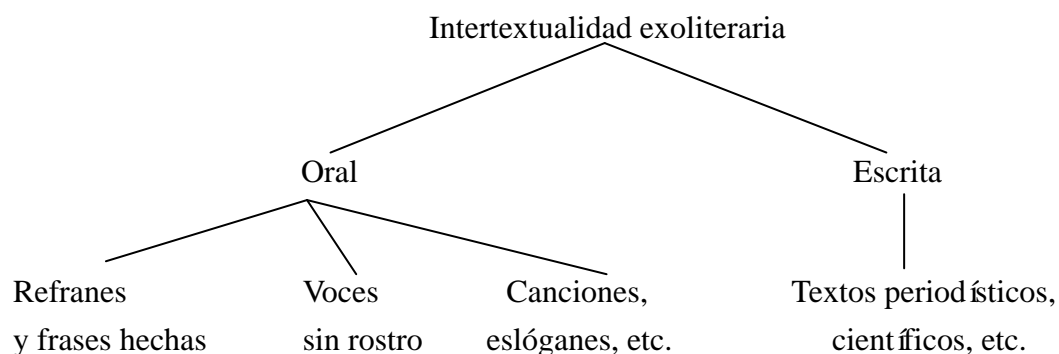 Intertextualidad exoliteraria
Oral
Escrita
Refranes
y frases hechas
Voces
sin rostro
Canciones,
eslóganes, etc.
Textos periodísticos,
científicos, etc.